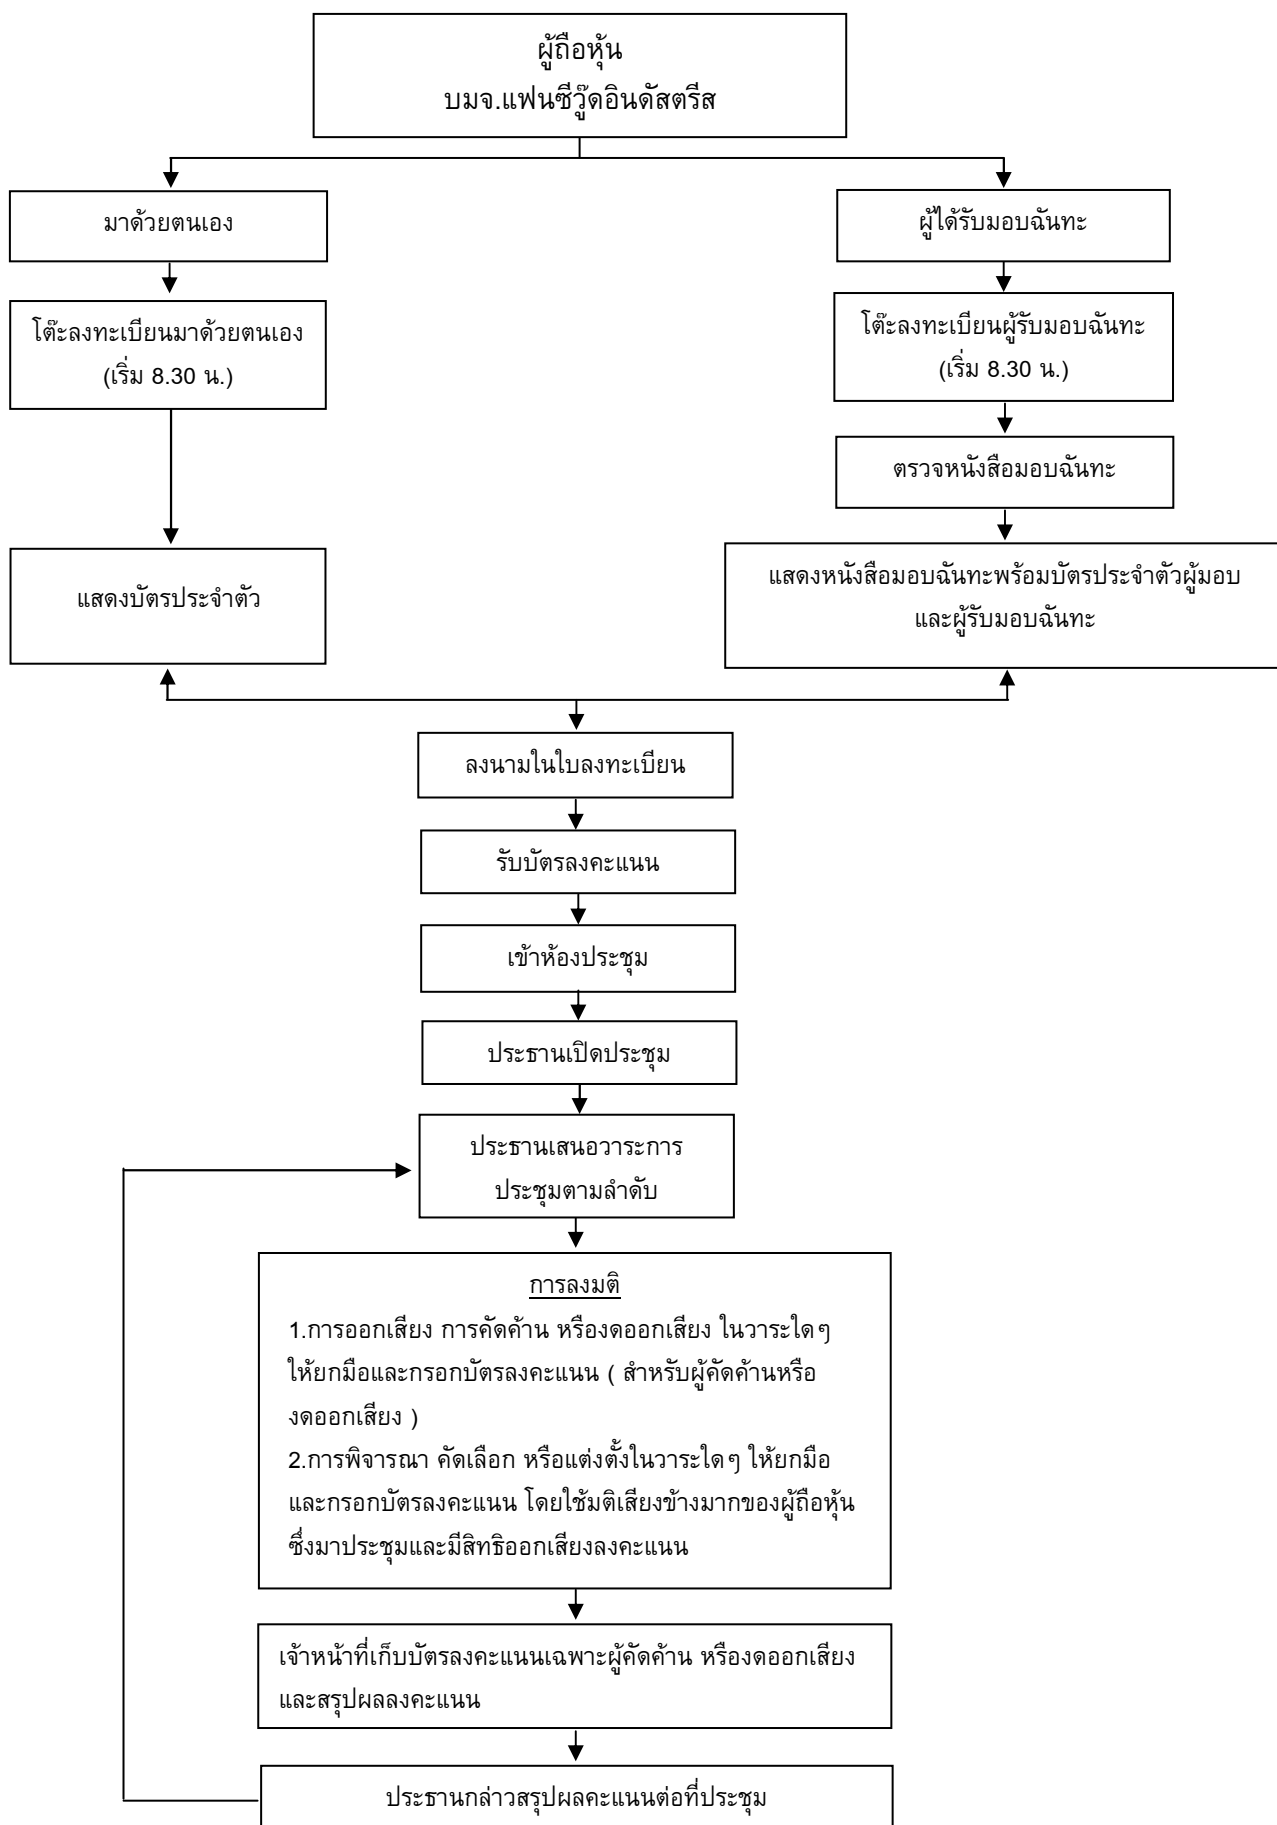 ผู้ถือหุ้น
บมจ.แฟนซีวู๊ดอินดัสตรีส
มาด้วยตนเอง
ผู้ได้รับมอบฉันทะ
โต๊ะลงทะเบียนมาด้วยตนเอง
(เริ่ม 8.30 น.)
โต๊ะลงทะเบียนผู้รับมอบฉันทะ
(เริ่ม 8.30 น.)
ตรวจหนังสือมอบฉันทะ
แสดงบัตรประจำตัว
แสดงหนังสือมอบฉันทะพร้อมบัตรประจำตัวผู้มอบ
และผู้รับมอบฉันทะ
ลงนามในใบลงทะเบียน
รับบัตรลงคะแนน
เข้าห้องประชุม
ประธานเปิดประชุม
ประธานเสนอวาระการ
ประชุมตามลำดับ
การลงมติ
1.การออกเสียง การคัดค้าน หรืองดออกเสียง ในวาระใดๆ
ให้ยกมือและกรอกบัตรลงคะแนน ( สำหรับผู้คัดค้านหรือ
งดออกเสียง )
2.การพิจารณา คัดเลือก หรือแต่งตั้งในวาระใดๆ ให้ยกมือ
และกรอกบัตรลงคะแนน โดยใช้มติเสียงข้างมากของผู้ถือหุ้น
ซึ่งมาประชุมและมีสิทธิออกเสียงลงคะแนน
เจ้าหน้าที่เก็บบัตรลงคะแนนเฉพาะผู้คัดค้าน หรืองดออกเสียง
และสรุปผลลงคะแนน
ประธานกล่าวสรุปผลคะแนนต่อที่ประชุม